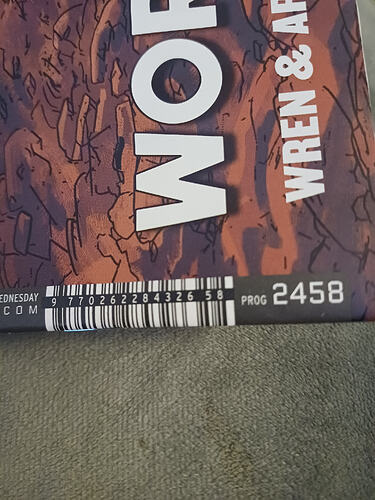 WOR
WREN & AR
EDNESDAY
.COM
9 770262 284326 58
PROG 2458